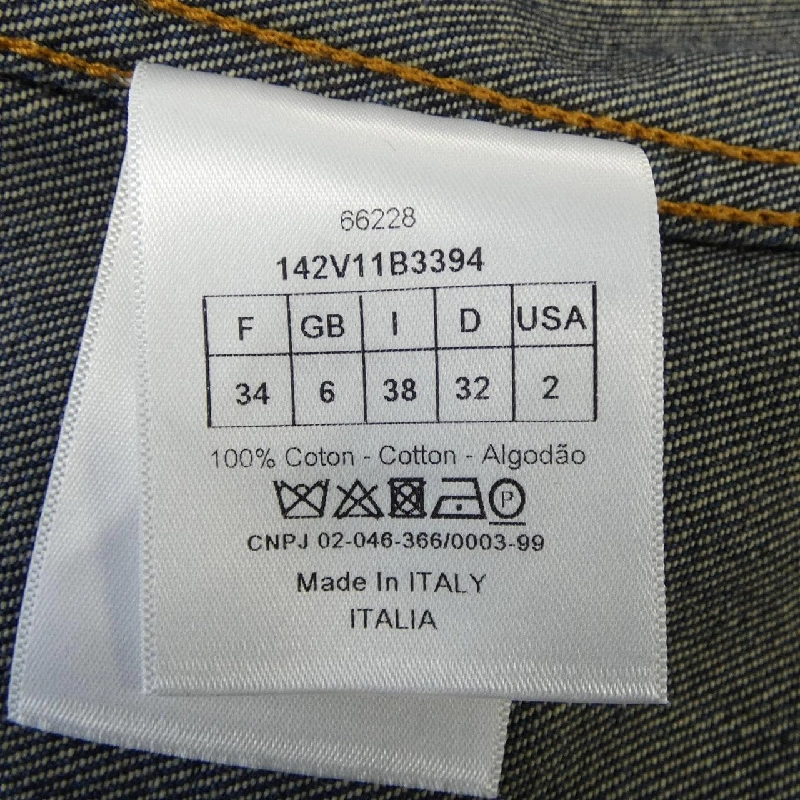 66228
142V11B3394
F GB I D USA
34 6 38 32 2
100% Coton - Cotton - Algodão
P
CNPJ 02-046-366/0003-99
Made In ITALY
ITALIA